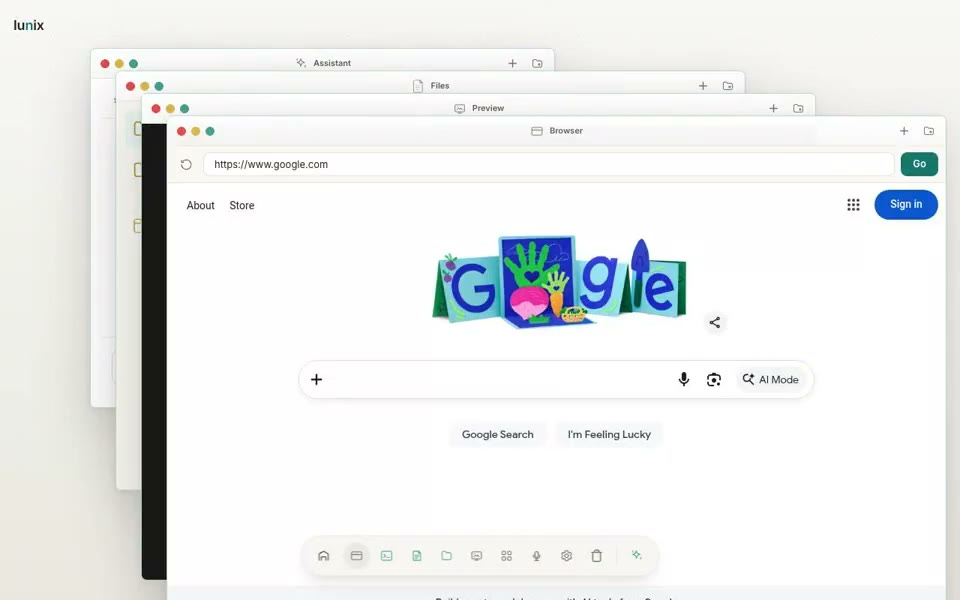 lunix
Assistant
Files
Preview
Browser
https://www.google.com
Go
About Store
Sign in
Google
AI Mode
Google Search I'm Feeling Lucky